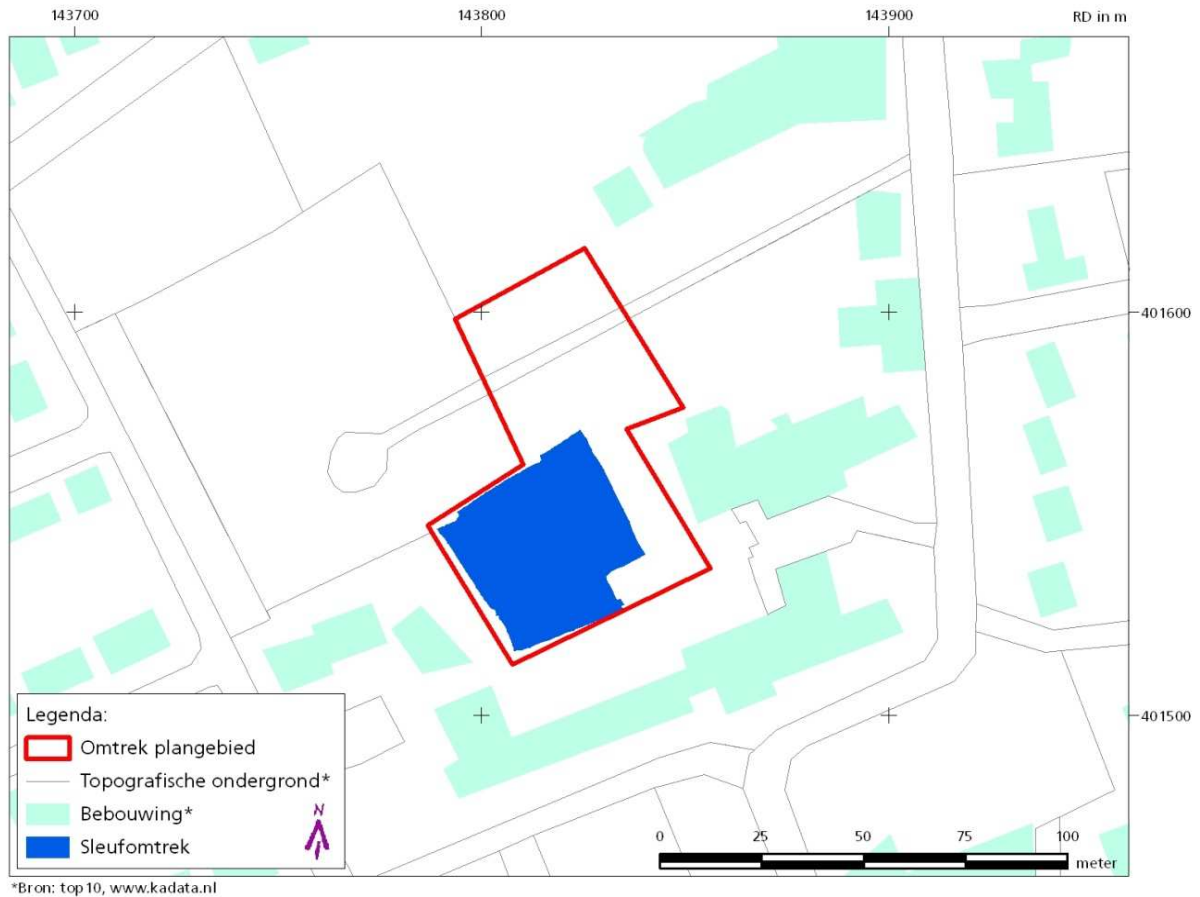 143700 143800 143900 RD in m
401600
401500
Legenda:
Omtrek plangebied
Topografische ondergrond*
Bebouwing*
N
Sleufomtrek
0 25 50 75 100
meter
*Bron: top10, www.kadata.nl